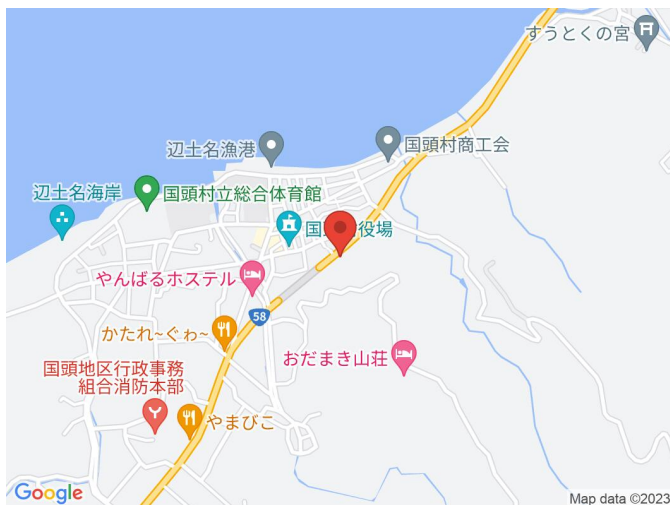 すうとくの宮
辺土名漁港
国頭村商工会
辺土名海岸
国頭村立総合体育館
国
役場
やんばるホステル
58
かたれ~ぐゎ~
おだまき山荘
国頭地区行政事務
組合消防本部
やまびこ
Google
Map data ©2023